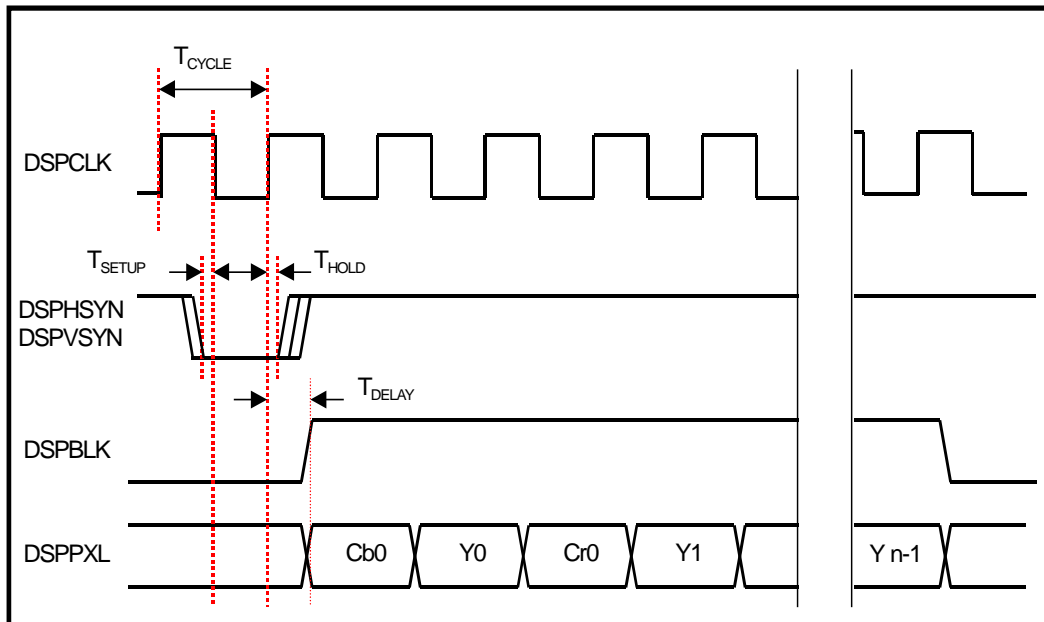 TCYCLE
DSPCLK
TSETUP
THOLD
DSPHSYN
DSPVSYN
TDELAY
DSPBLK
DSPPXL
Cb0
Y0
Cr0
Y1
Y n-1